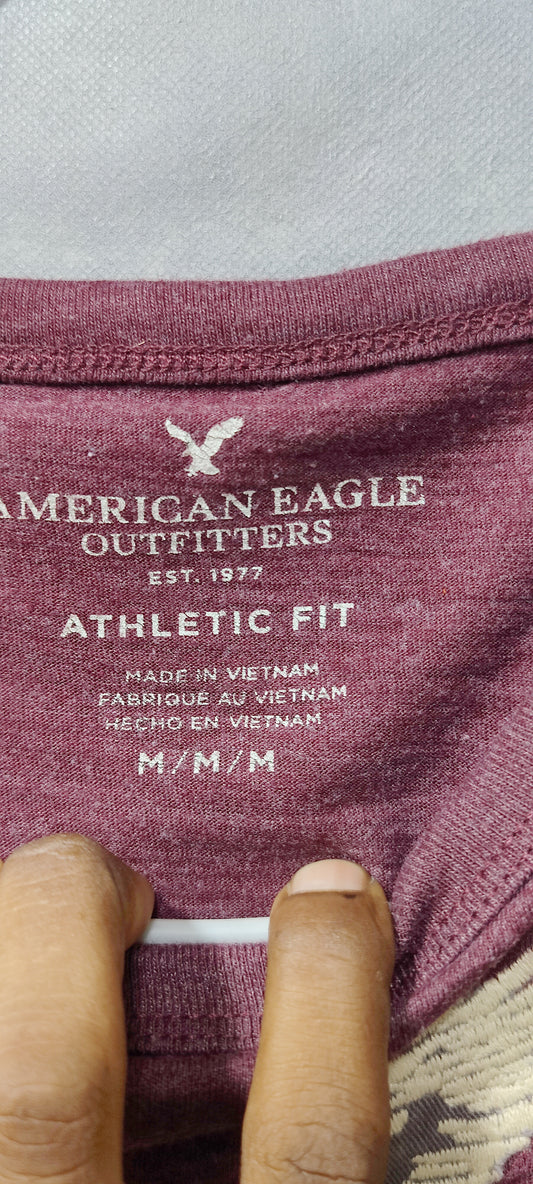 AMERICAN EAGLE
OUTFITTERS
EST. 1977
ATHLETIC FIT
MADE IN VIETNAM
FABRIQUÉ AU VIETNAM
HECHO EN VIETNAM
M/M/M